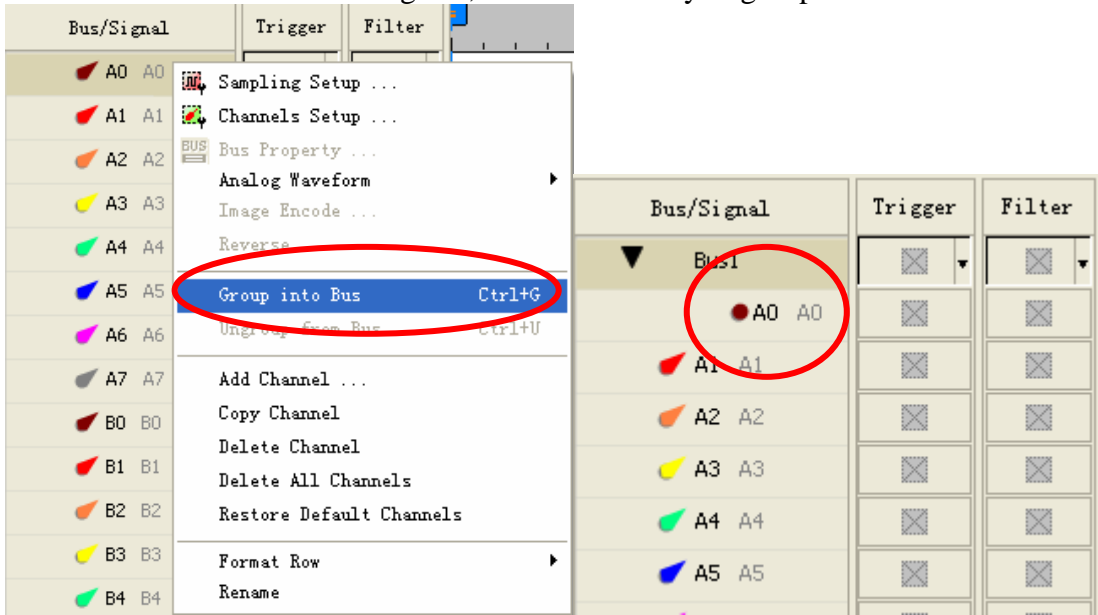 Bus/Signal Trigger Filter
A0 A0
A1 A1
A2 A2
A3 A3
A4 A4
A5 A5
A6 A6
A7 A7
B0 B0
B1 B1
B2 B2
B3 B3
B4 B4
Sampling Setup ...
Channels Setup ...
BUS Bus Property ...
Analog Waveform
Image Encode ...
Reverse
Group into Bus Ctrl+G
Ungroup from Bus Ctrl+U
Add Channel ...
Copy Channel
Delete Channel
Delete All Channels
Restore Default Channels
Format Row
Rename
Bus/Signal Trigger Filter
Bus1
A0 A0
A1 A1
A2 A2
A3 A3
A4 A4
A5 A5